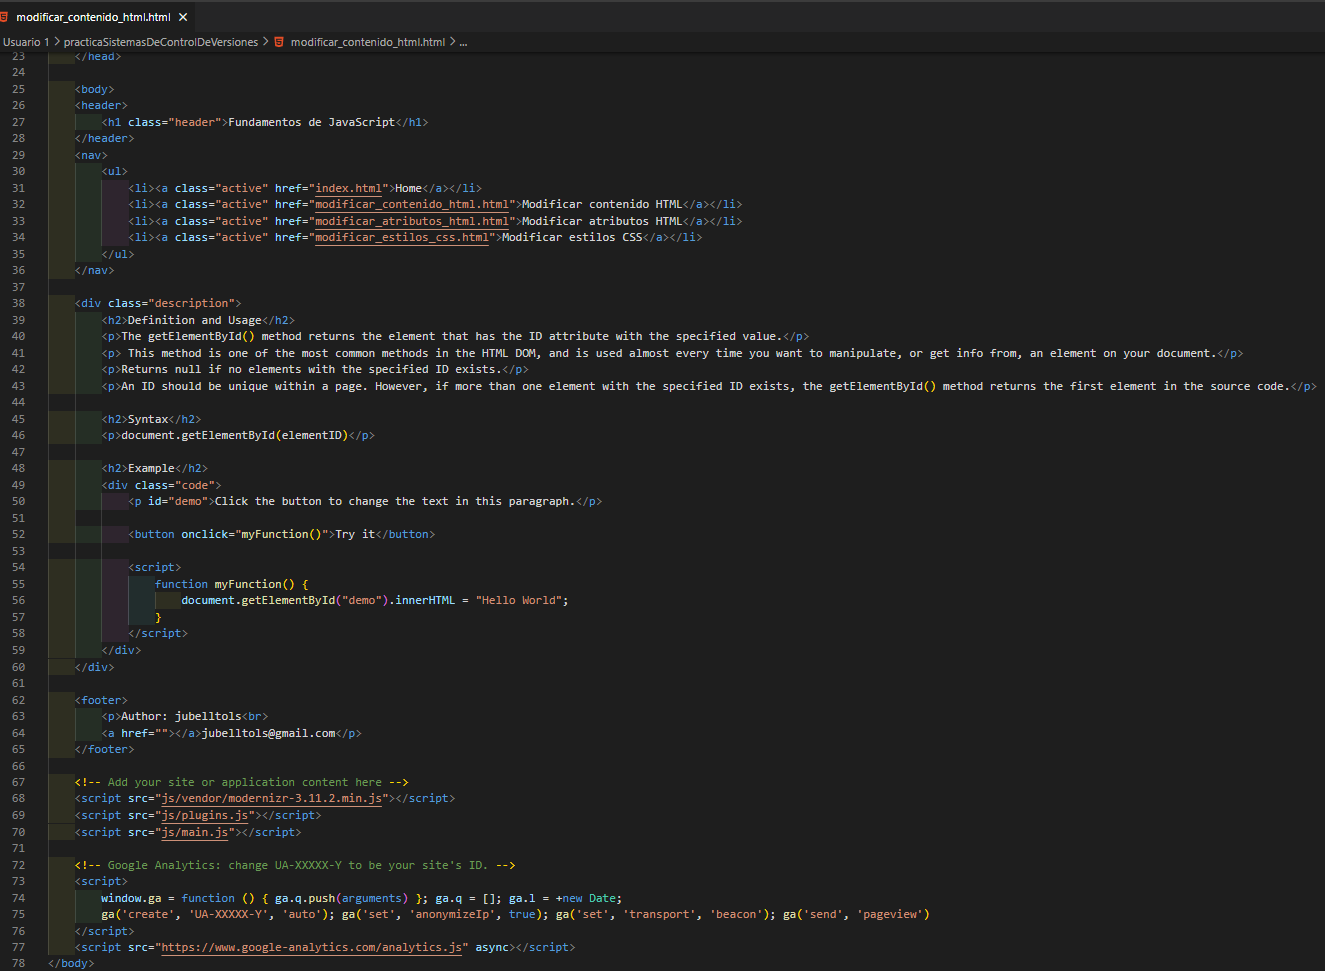 modificar_contenido_html.html ×
Usuario 1 > practicaSistemasDeControlDeVersiones > modificar_contenido_html.html > ...
23 </head>
24
25 <body>
26 <header>
27 <h1 class="header">Fundamentos de JavaScript</h1>
28 </header>
29 <nav>
30 <ul>
31 <li><a class="active" href="index.html">Home</a></li>
32 <li><a class="active" href="modificar_contenido_html.html">Modificar contenido HTML</a></li>
33 <li><a class="active" href="modificar_atributos_html.html">Modificar atributos HTML</a></li>
34 <li><a class="active" href="modificar_estilos_css.html">Modificar estilos CSS</a></li>
35 </ul>
36 </nav>
37
38 <div class="description">
39 <h2>Definition and Usage</h2>
40 <p>The getElementById() method returns the element that has the ID attribute with the specified value.</p>
41 <p> This method is one of the most common methods in the HTML DOM, and is used almost every time you want to manipulate, or get info from, an element on your document.</p>
42 <p>Returns null if no elements with the specified ID exists.</p>
43 <p>An ID should be unique within a page. However, if more than one element with the specified ID exists, the getElementById() method returns the first element in the source code.</p>
44
45 <h2>Syntax</h2>
46 <p>document.getElementById(elementID)</p>
47
48 <h2>Example</h2>
49 <div class="code">
50 <p id="demo">Click the button to change the text in this paragraph.</p>
51
52 <button onclick="myFunction()">Try it</button>
53
54 <script>
55 function myFunction() {
56 document.getElementById("demo").innerHTML = "Hello World";
57 }
58 </script>
59 </div>
60 </div>
61
62 <footer>
63 <p>Author: jubelltols<br>
64 <a href=""></a>jubelltols@gmail.com</p>
65 </footer>
66
67 <!-- Add your site or application content here -->
68 <script src="js/vendor/modernizr-3.11.2.min.js"></script>
69 <script src="js/plugins.js"></script>
70 <script src="js/main.js"></script>
71
72 <!-- Google Analytics: change UA-XXXXX-Y to be your site's ID. -->
73 <script>
74 window.ga = function () { ga.q.push(arguments) }; ga.q = []; ga.l = +new Date;
75 ga('create', 'UA-XXXXX-Y', 'auto'); ga('set', 'anonymizeIp', true); ga('set', 'transport', 'beacon'); ga('send', 'pageview')
76 </script>
77 <script src="https://www.google-analytics.com/analytics.js" async></script>
78 </body>